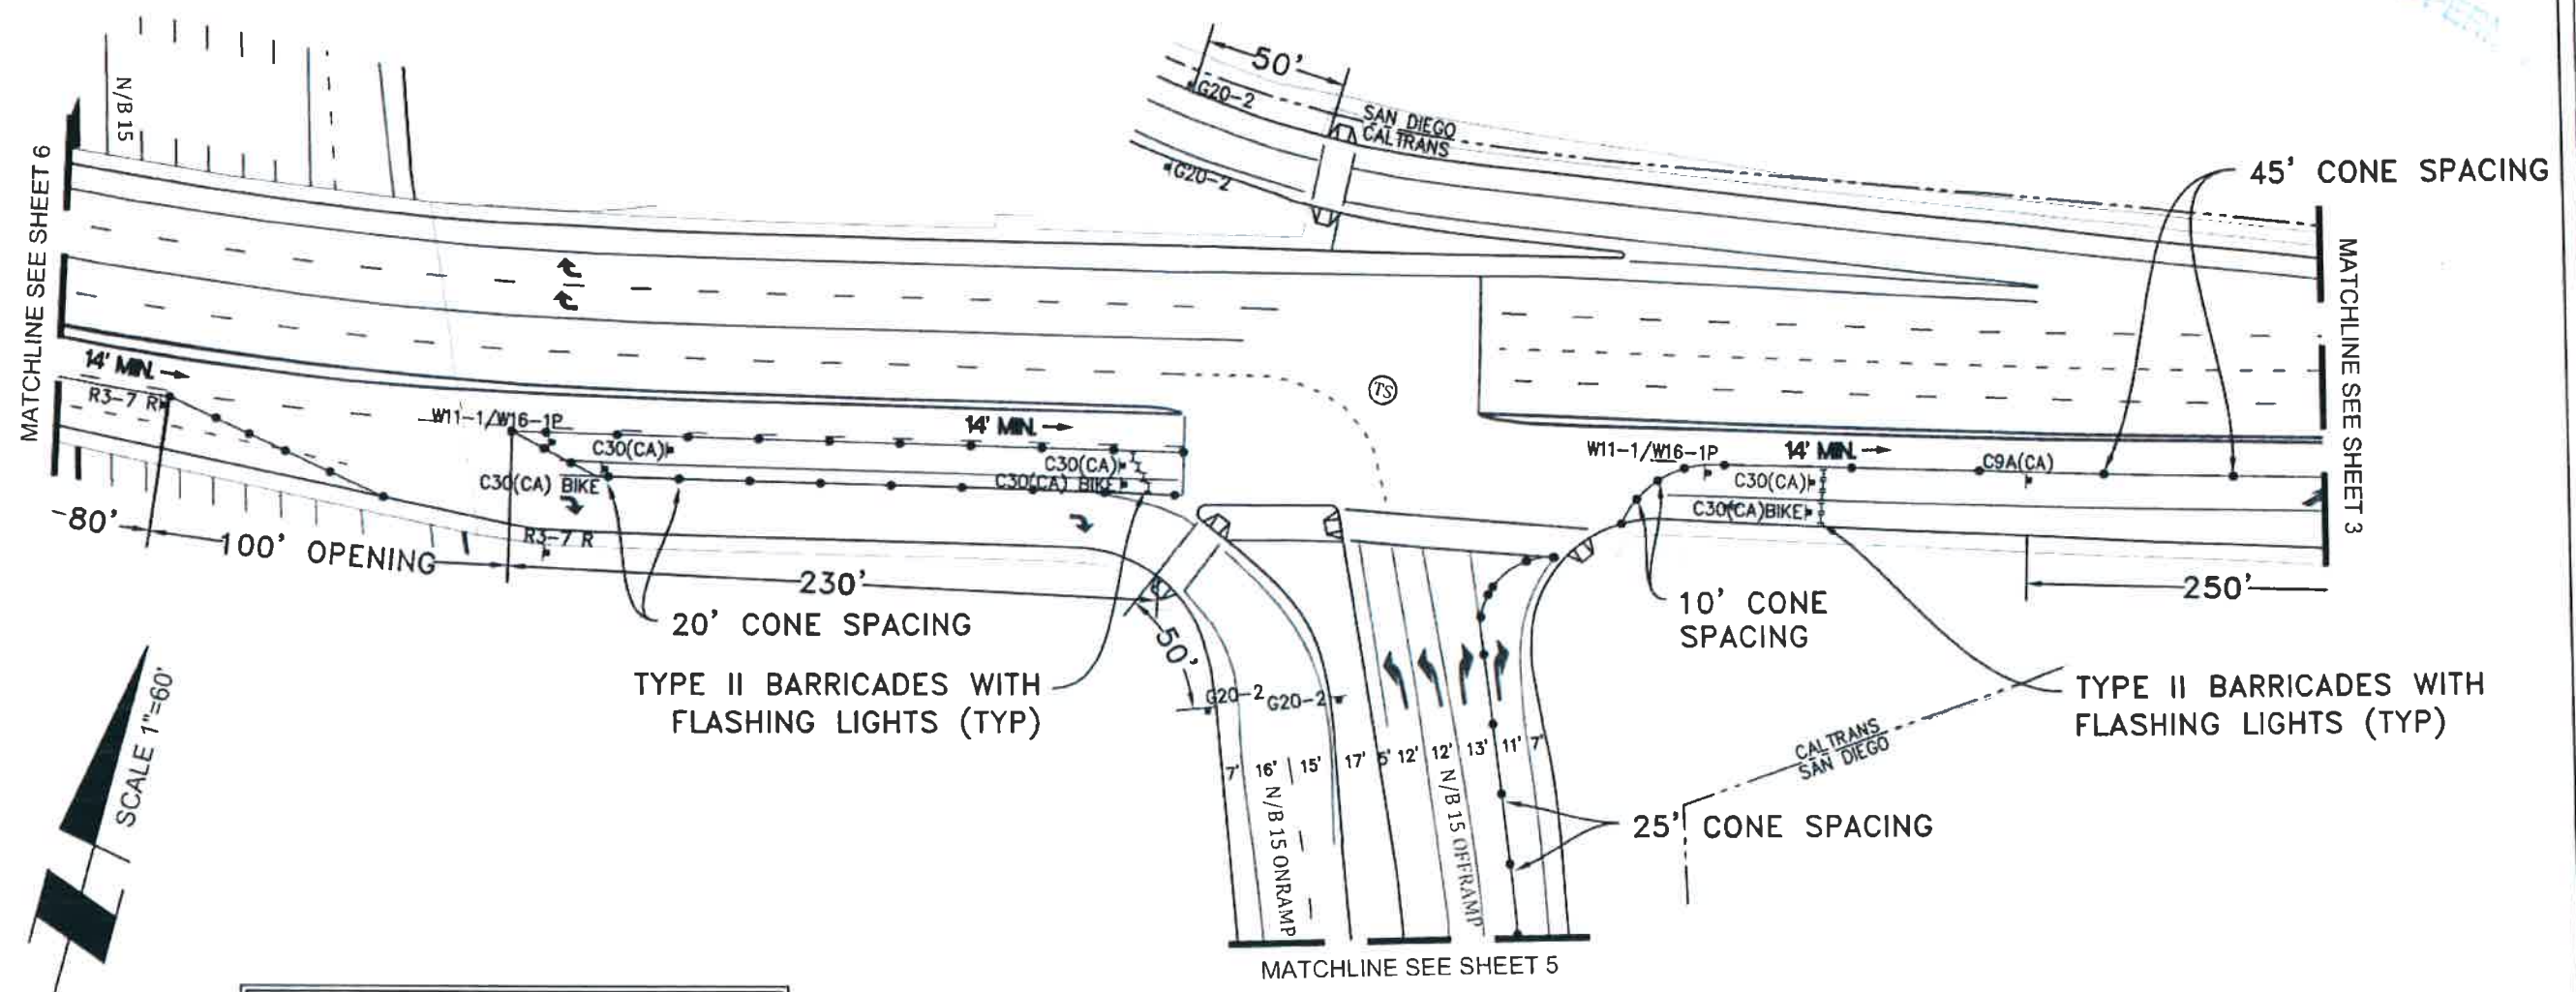 50'
G20-2
SAN DIEGO
CALTRANS
G20-2
N/B 15
MATCHLINE SEE SHEET 6
45' CONE SPACING
MATCHLINE SEE SHEET 3
14' MIN.
R3-7 R
W11-1/W16-1P
14' MIN.
C30(CA)
C30(CA)
C30(CA) BIKE
C30(CA) BIKE
W11-1/W16-1P
14' MIN.
C9A(CA)
C30(CA)
C30(CA)BIKE
TS
80'
100' OPENING
R3-7 R
230'
250'
20' CONE SPACING
10' CONE
SPACING
TYPE II BARRICADES WITH
FLASHING LIGHTS (TYP)
50'
G20-2
G20-2
TYPE II BARRICADES WITH
FLASHING LIGHTS (TYP)
CALTRANS
SAN DIEGO
7' 16' 15' 17' 5' 12' 12' 13' 11' 7'
N/B 15 ONRAMP
N/B 15 OFFRAMP
25' CONE SPACING
SCALE 1"=60'
MATCHLINE SEE SHEET 5